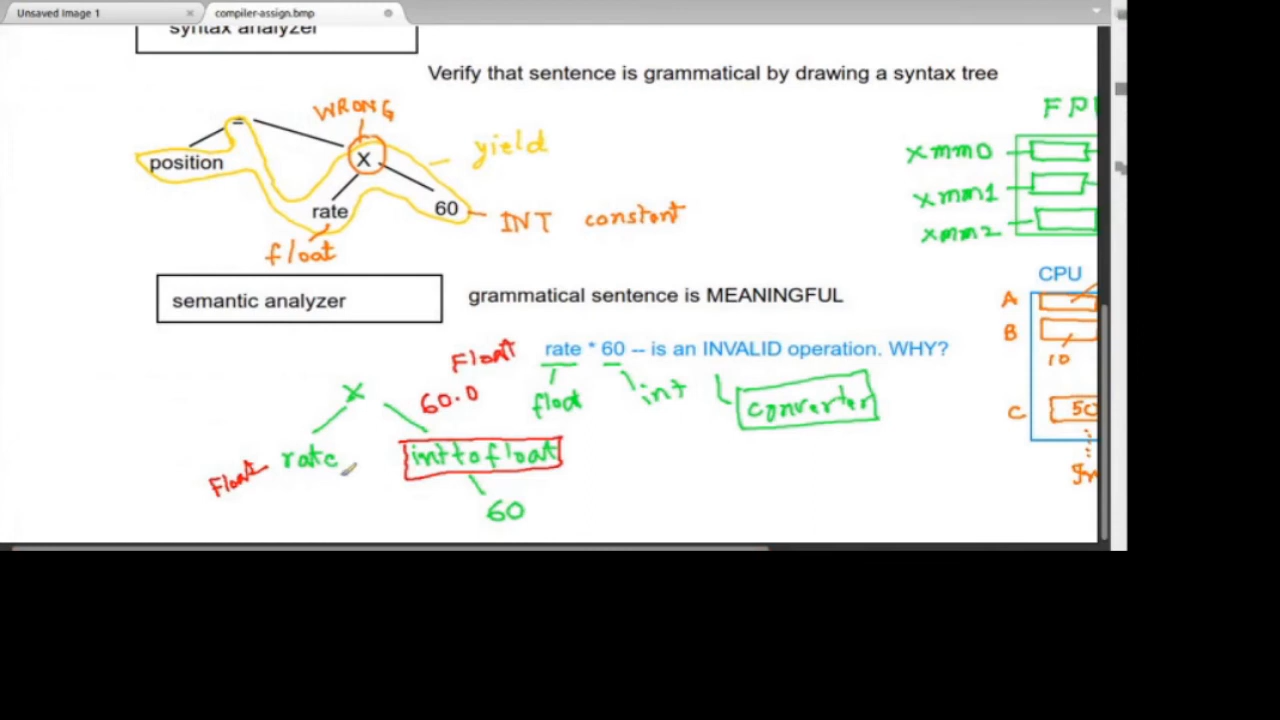 Unsaved Image 1
compiler-assign.bmp
syntax analyzer
Verify that sentence is grammatical by drawing a syntax tree
WRONG
=
position
X
yield
rate
60
INT constant
float
FP
xmm0
xmm1
xmm2
semantic analyzer
grammatical sentence is MEANINGFUL
CPU
A
B
10
C
50
Float
rate * 60 -- is an INVALID operation. WHY?
float
int
converter
X
60.0
Float
rate
inttofloat
60